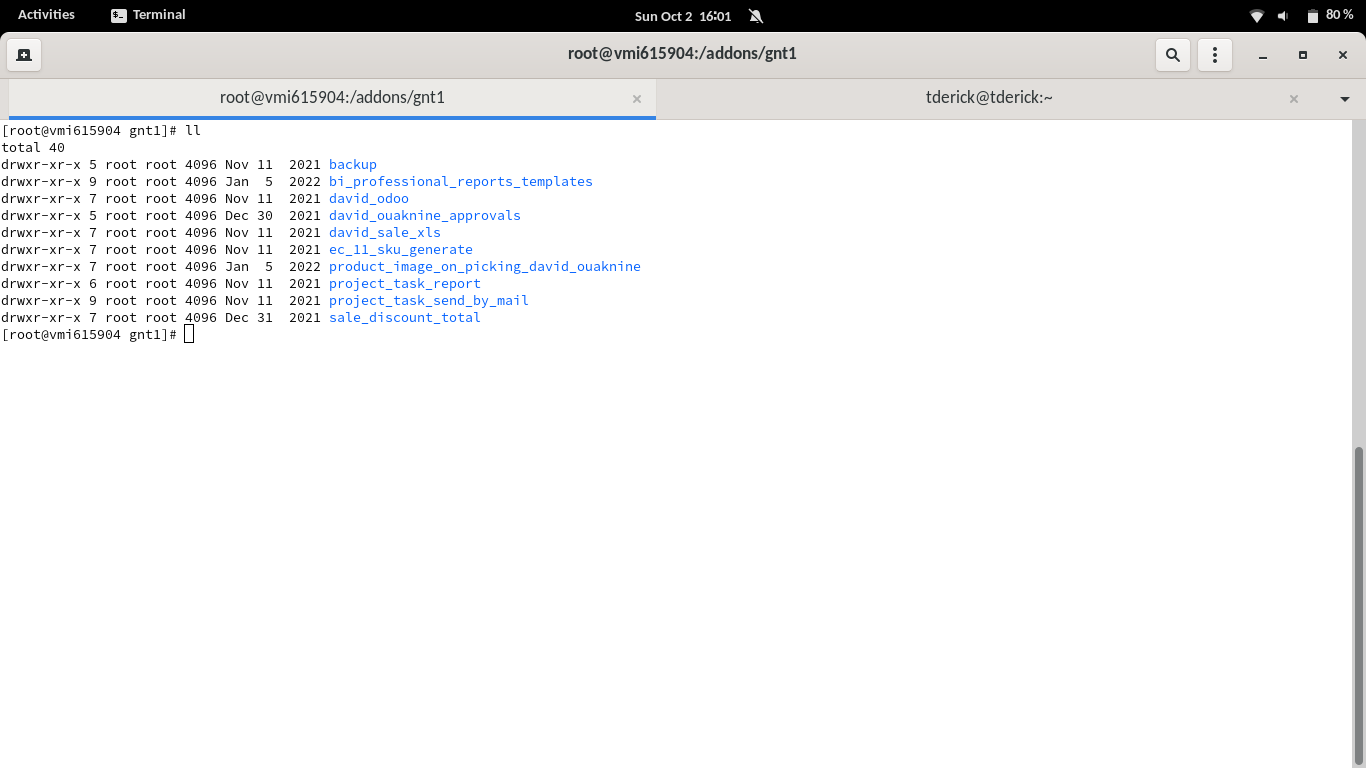 Activities Terminal Sun Oct 2 16:01 80 %
root@vmi615904:/addons/gnt1
root@vmi615904:/addons/gnt1 tderick@tderick:~
[root@vmi615904 gnt1]# ll
total 40
drwxr-xr-x 5 root root 4096 Nov 11  2021 backup
drwxr-xr-x 9 root root 4096 Jan  5  2022 bi_professional_reports_templates
drwxr-xr-x 7 root root 4096 Nov 11  2021 david_odoo
drwxr-xr-x 5 root root 4096 Dec 30  2021 david_ouaknine_approvals
drwxr-xr-x 7 root root 4096 Nov 11  2021 david_sale_xls
drwxr-xr-x 7 root root 4096 Nov 11  2021 ec_11_sku_generate
drwxr-xr-x 7 root root 4096 Jan  5  2022 product_image_on_picking_david_ouaknine
drwxr-xr-x 6 root root 4096 Nov 11  2021 project_task_report
drwxr-xr-x 9 root root 4096 Nov 11  2021 project_task_send_by_mail
drwxr-xr-x 7 root root 4096 Dec 31  2021 sale_discount_total
[root@vmi615904 gnt1]#